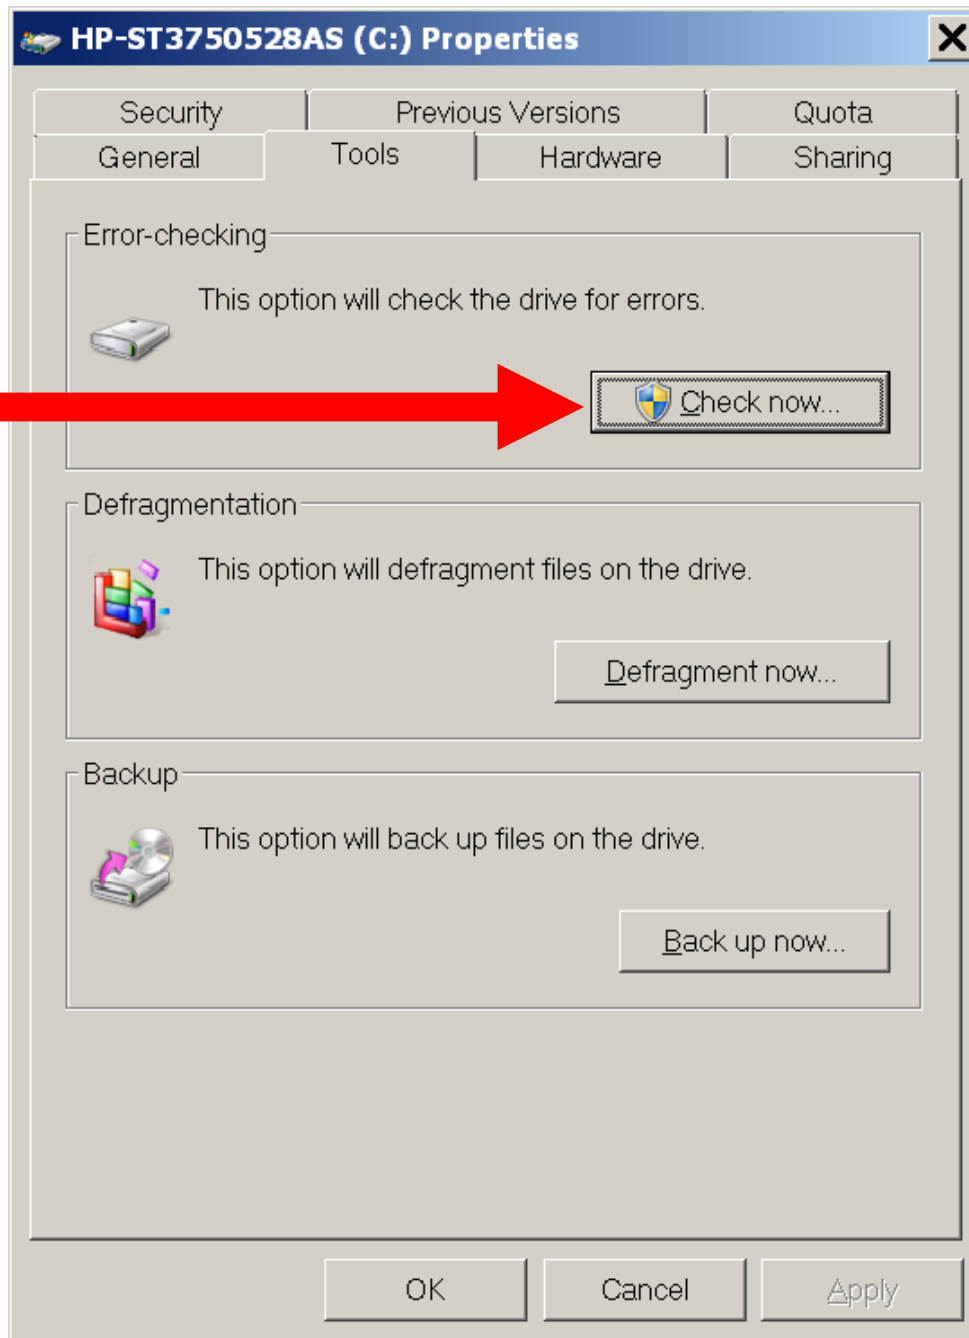 HP-ST3750528AS (C:) Properties
Security Previous Versions Quota
General Tools Hardware Sharing
Error-checking
This option will check the drive for errors.
Check now...
Defragmentation
This option will defragment files on the drive.
Defragment now...
Backup
This option will back up files on the drive.
Back up now...
OK Cancel Apply